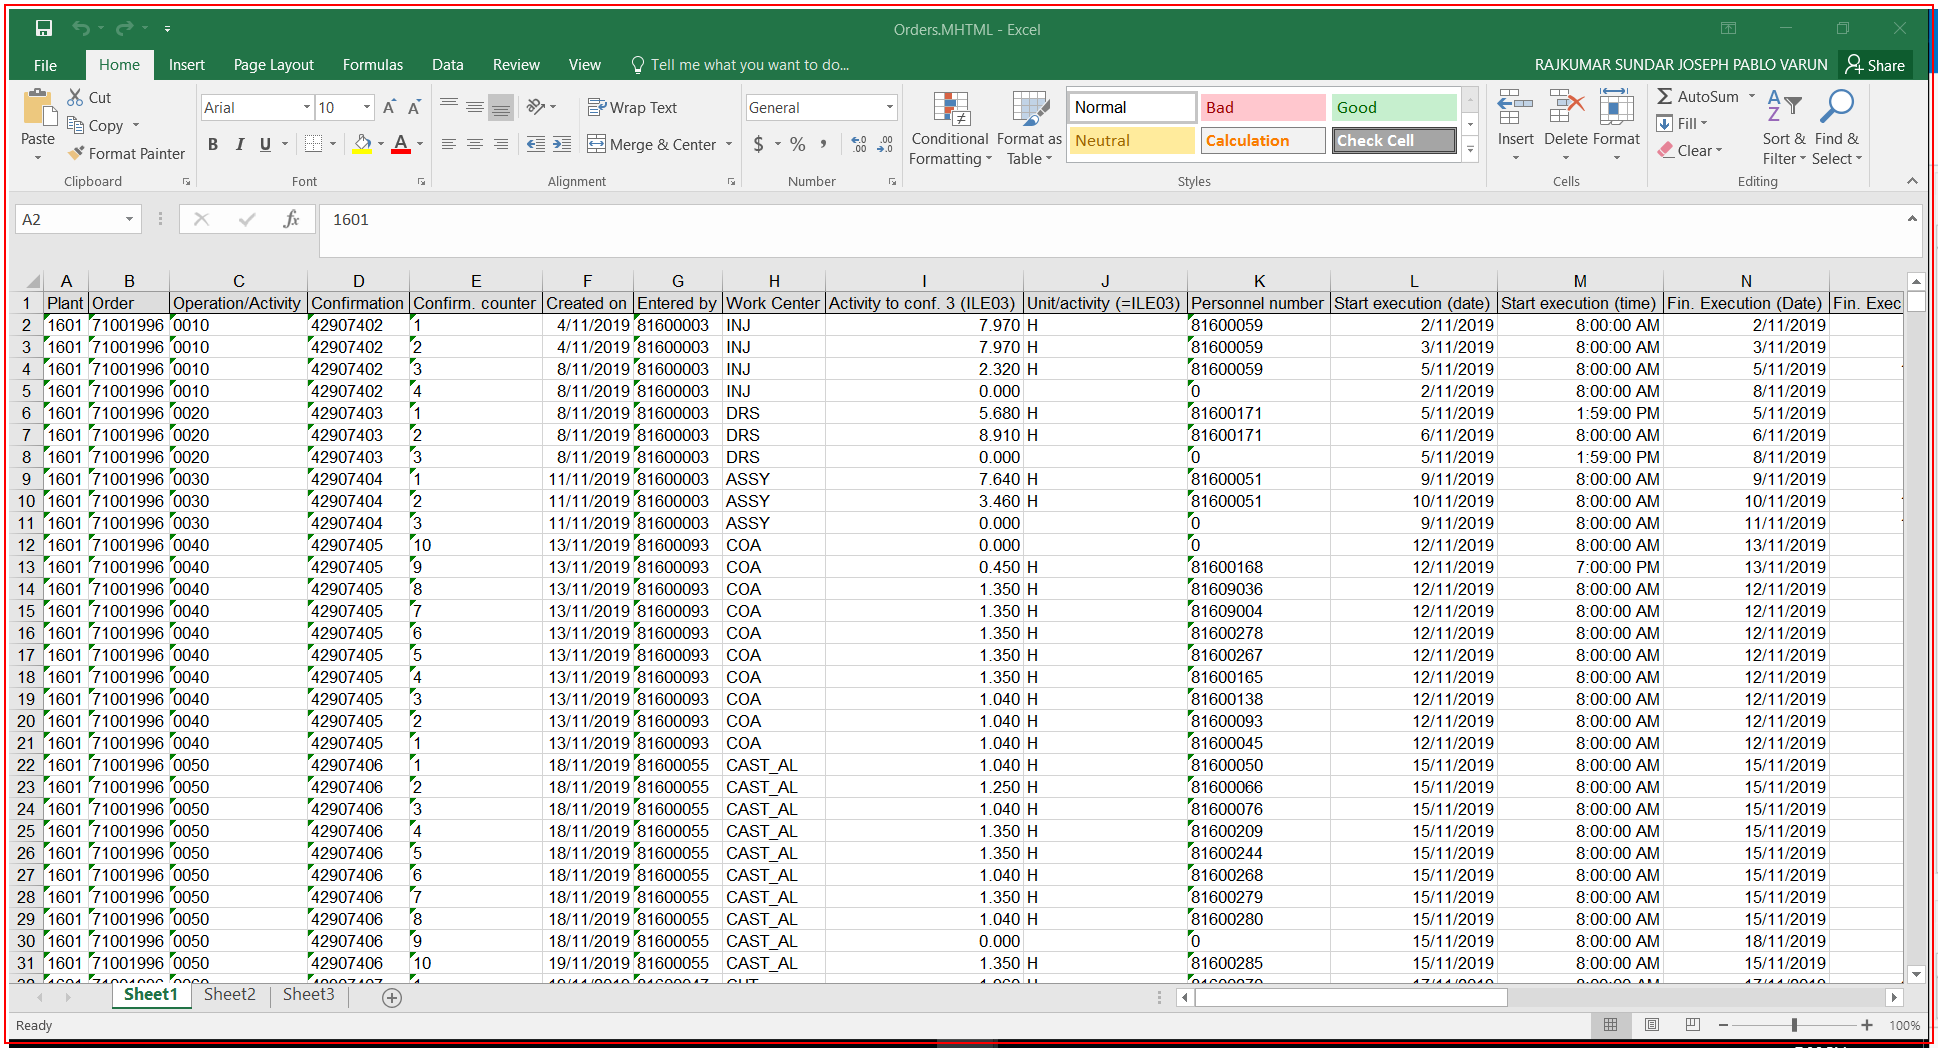 Orders.MHTML - Excel
File Home Insert Page Layout Formulas Data Review View Tell me what you want to do... RAJKUMAR SUNDAR JOSEPH PABLO VARUN Share
Paste
Cut
Copy
Format Painter
Clipboard
Arial 10
B I U
Font
Wrap Text
Merge & Center
Alignment
General
$ % ,
Number
Conditional Formatting
Format as Table
Normal Bad Good
Neutral Calculation Check Cell
Styles
Insert Delete Format
Cells
AutoSum
Fill
Clear
Sort & Filter
Find & Select
Editing
A2 fx 1601
A B C D E F G H I J K L M N
1 Plant Order Operation/Activity Confirmation Confirm. counter Created on Entered by Work Center Activity to conf. 3 (ILE03) Unit/activity (=ILE03) Personnel number Start execution (date) Start execution (time) Fin. Execution (Date) Fin. Exec
2 1601 71001996 0010 42907402 1 4/11/2019 81600003 INJ 7.970 H 81600059 2/11/2019 8:00:00 AM 2/11/2019
3 1601 71001996 0010 42907402 2 4/11/2019 81600003 INJ 7.970 H 81600059 3/11/2019 8:00:00 AM 3/11/2019
4 1601 71001996 0010 42907402 3 8/11/2019 81600003 INJ 2.320 H 81600059 5/11/2019 8:00:00 AM 5/11/2019
5 1601 71001996 0010 42907402 4 8/11/2019 81600003 INJ 0.000 0 2/11/2019 8:00:00 AM 8/11/2019
6 1601 71001996 0020 42907403 1 8/11/2019 81600003 DRS 5.680 H 81600171 5/11/2019 1:59:00 PM 5/11/2019
7 1601 71001996 0020 42907403 2 8/11/2019 81600003 DRS 8.910 H 81600171 6/11/2019 8:00:00 AM 6/11/2019
8 1601 71001996 0020 42907403 3 8/11/2019 81600003 DRS 0.000 0 5/11/2019 1:59:00 PM 8/11/2019
9 1601 71001996 0030 42907404 1 11/11/2019 81600003 ASSY 7.640 H 81600051 9/11/2019 8:00:00 AM 9/11/2019
10 1601 71001996 0030 42907404 2 11/11/2019 81600003 ASSY 3.460 H 81600051 10/11/2019 8:00:00 AM 10/11/2019
11 1601 71001996 0030 42907404 3 11/11/2019 81600003 ASSY 0.000 0 9/11/2019 8:00:00 AM 11/11/2019
12 1601 71001996 0040 42907405 10 13/11/2019 81600093 COA 0.000 0 12/11/2019 8:00:00 AM 13/11/2019
13 1601 71001996 0040 42907405 9 13/11/2019 81600093 COA 0.450 H 81600168 12/11/2019 7:00:00 PM 13/11/2019
14 1601 71001996 0040 42907405 8 13/11/2019 81600093 COA 1.350 H 81609036 12/11/2019 8:00:00 AM 12/11/2019
15 1601 71001996 0040 42907405 7 13/11/2019 81600093 COA 1.350 H 81609004 12/11/2019 8:00:00 AM 12/11/2019
16 1601 71001996 0040 42907405 6 13/11/2019 81600093 COA 1.350 H 81600278 12/11/2019 8:00:00 AM 12/11/2019
17 1601 71001996 0040 42907405 5 13/11/2019 81600093 COA 1.350 H 81600267 12/11/2019 8:00:00 AM 12/11/2019
18 1601 71001996 0040 42907405 4 13/11/2019 81600093 COA 1.350 H 81600165 12/11/2019 8:00:00 AM 12/11/2019
19 1601 71001996 0040 42907405 3 13/11/2019 81600093 COA 1.040 H 81600138 12/11/2019 8:00:00 AM 12/11/2019
20 1601 71001996 0040 42907405 2 13/11/2019 81600093 COA 1.040 H 81600093 12/11/2019 8:00:00 AM 12/11/2019
21 1601 71001996 0040 42907405 1 13/11/2019 81600093 COA 1.040 H 81600045 12/11/2019 8:00:00 AM 12/11/2019
22 1601 71001996 0050 42907406 1 18/11/2019 81600055 CAST_AL 1.040 H 81600050 15/11/2019 8:00:00 AM 15/11/2019
23 1601 71001996 0050 42907406 2 18/11/2019 81600055 CAST_AL 1.250 H 81600066 15/11/2019 8:00:00 AM 15/11/2019
24 1601 71001996 0050 42907406 3 18/11/2019 81600055 CAST_AL 1.040 H 81600076 15/11/2019 8:00:00 AM 15/11/2019
25 1601 71001996 0050 42907406 4 18/11/2019 81600055 CAST_AL 1.350 H 81600209 15/11/2019 8:00:00 AM 15/11/2019
26 1601 71001996 0050 42907406 5 18/11/2019 81600055 CAST_AL 1.350 H 81600244 15/11/2019 8:00:00 AM 15/11/2019
27 1601 71001996 0050 42907406 6 18/11/2019 81600055 CAST_AL 1.040 H 81600268 15/11/2019 8:00:00 AM 15/11/2019
28 1601 71001996 0050 42907406 7 18/11/2019 81600055 CAST_AL 1.350 H 81600279 15/11/2019 8:00:00 AM 15/11/2019
29 1601 71001996 0050 42907406 8 18/11/2019 81600055 CAST_AL 1.040 H 81600280 15/11/2019 8:00:00 AM 15/11/2019
30 1601 71001996 0050 42907406 9 18/11/2019 81600055 CAST_AL 0.000 0 15/11/2019 8:00:00 AM 18/11/2019
31 1601 71001996 0050 42907406 10 19/11/2019 81600055 CAST_AL 1.350 H 81600285 15/11/2019 8:00:00 AM 15/11/2019
Sheet1 Sheet2 Sheet3
Ready 100%